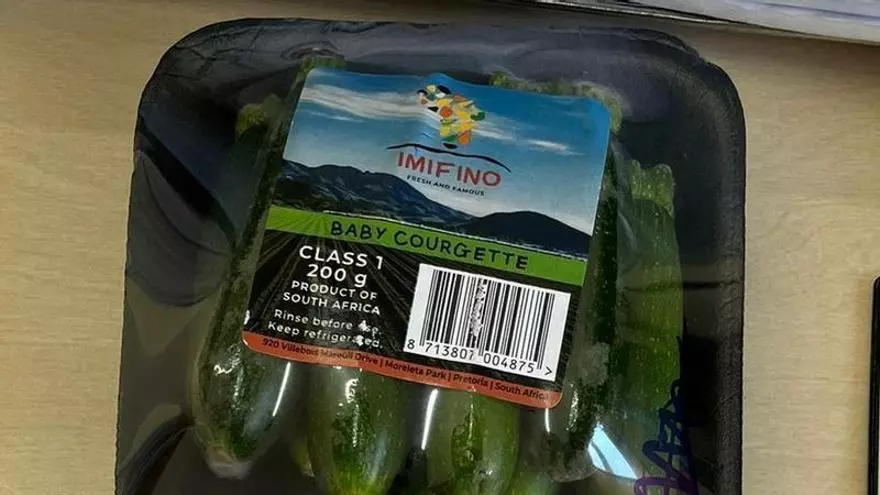 IMIFINO
FRESH AND FAMOUS
BABY COURGETTE
CLASS 1
200 g
PRODUCT OF
SOUTH AFRICA
Rinse before use.
Keep refrigerated.
8 713807 004875 >
920 Villebois Mareuil Drive | Moreleta Park | Pretoria | South Africa